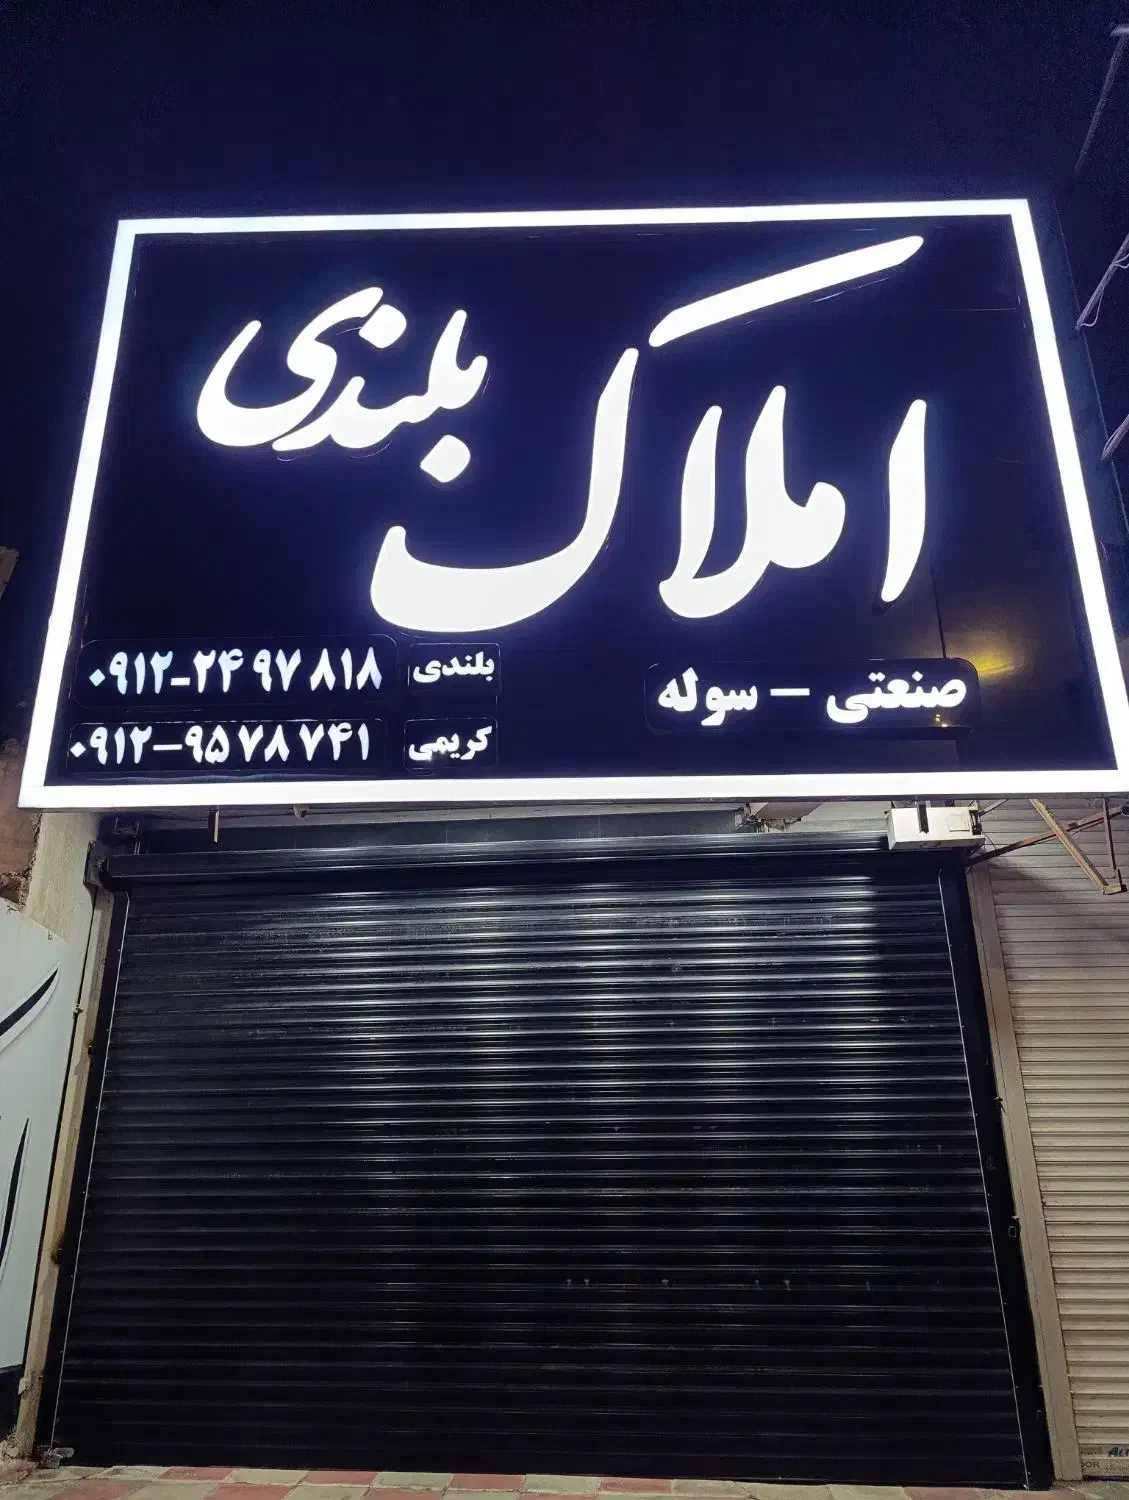 املاک بلندی
صنعتی - سوله
بلندی ۰۹۱۲-۲۴ ۹۷ ۸۱۸
کریمی ۰۹۱۲-۹۵ ۷۸ ۷۴۱